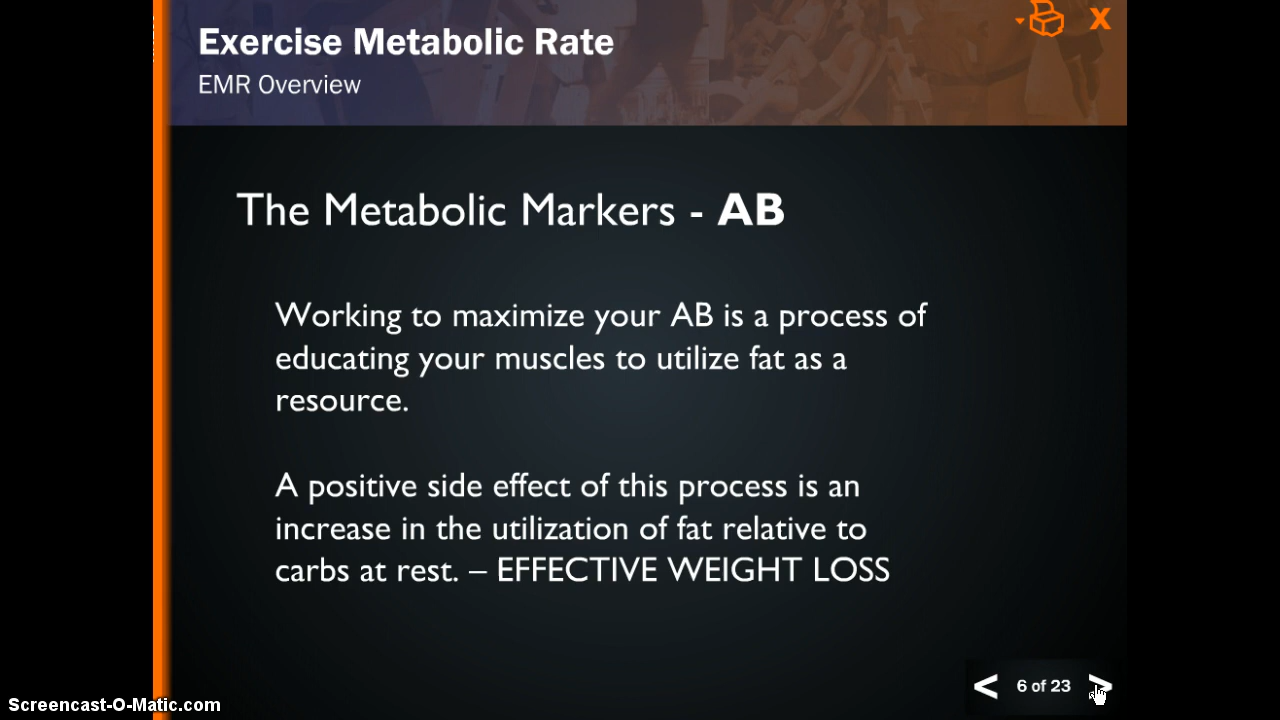 Exercise Metabolic Rate
X
EMR Overview
The Metabolic Markers - AB
Working to maximize your AB is a process of
educating your muscles to utilize fat as a
resource.
A positive side effect of this process is an
increase in the utilization of fat relative to
carbs at rest. – EFFECTIVE WEIGHT LOSS
< 6 of 23 >
Screencast-O-Matic.com